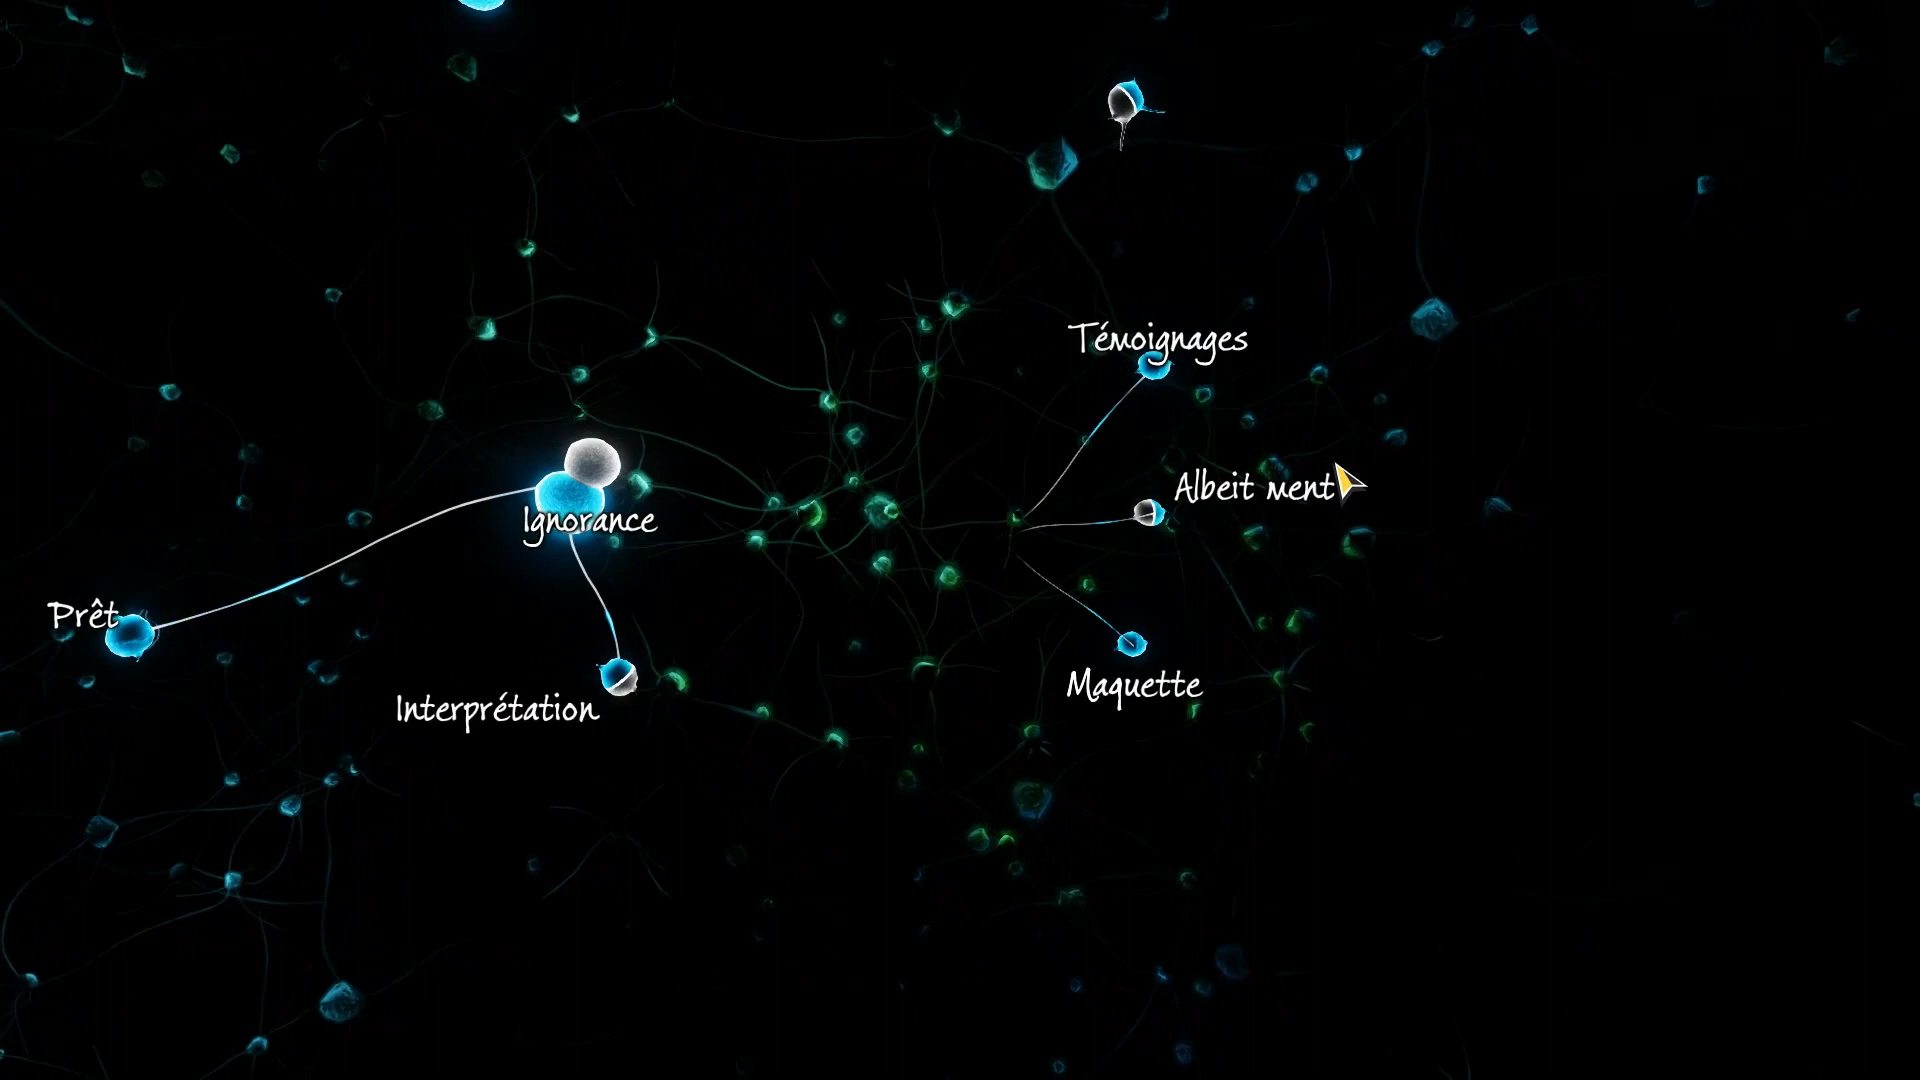 Témoignages
Albeit ment
Ignorance
Prêt
Maquette
Interprétation